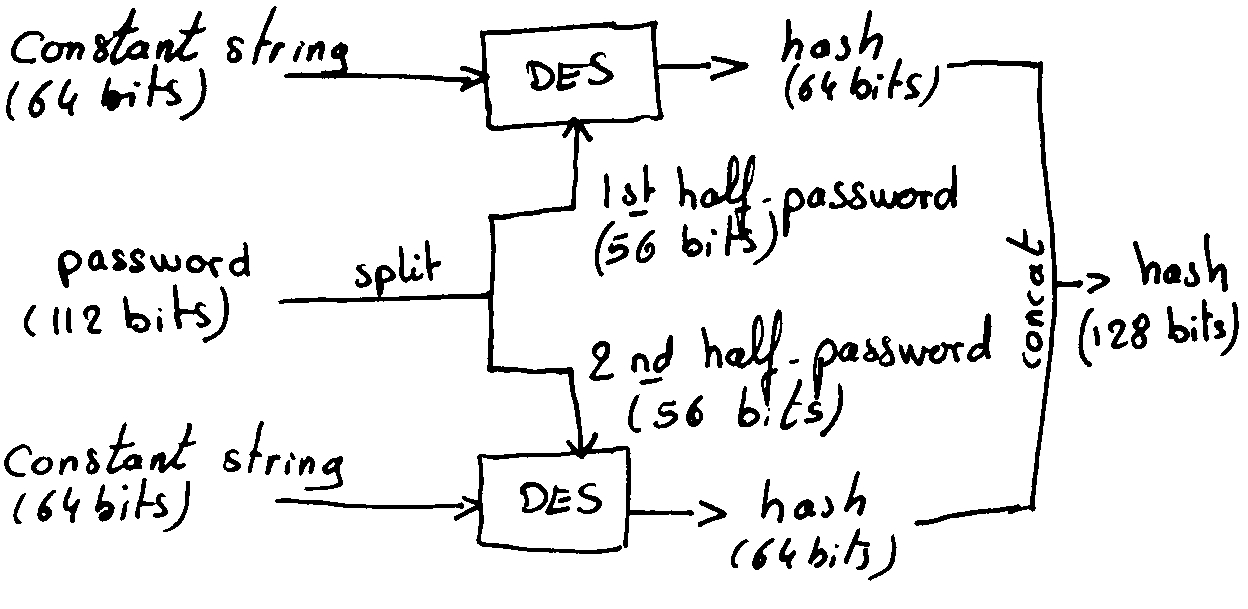 Constant string
(64 bits)
DES
hash
(64 bits)
1st half-password
(56 bits)
password
(112 bits)
split
concat
hash
(128 bits)
2nd half-password
(56 bits)
Constant string
(64 bits)
DES
hash
(64 bits)